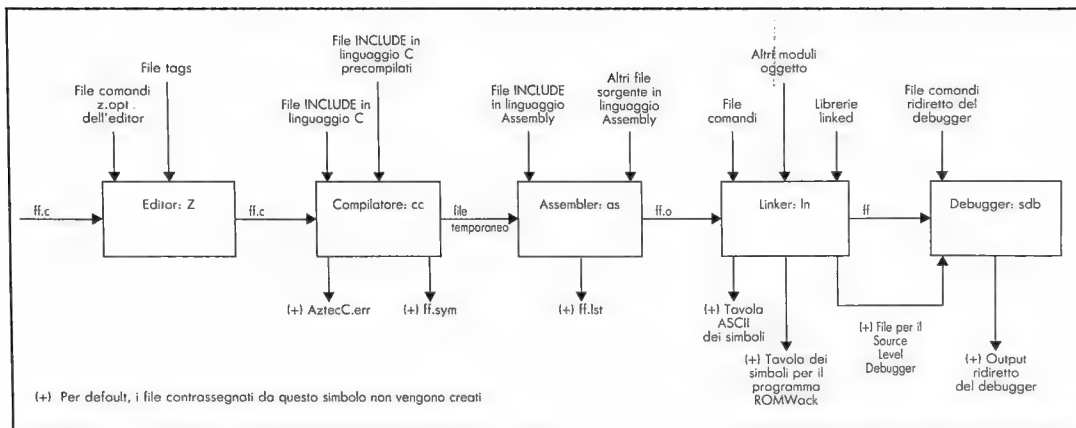 File tags
File comandi
z.opt .
dell'editor
File INCLUDE in
linguaggio C
precompilati
File INCLUDE in
linguaggio C
File INCLUDE
in linguaggio
Assembly
Altri file
sorgente in
linguaggio
Assembly
Altri moduli
oggetto
File
comandi
Librerie
linked
File comandi
ridiretto del
debugger
ff.c
Editor: Z
ff.c
Compilatore: cc
file
temporaneo
Assembler: as
ff.o
Linker: ln
ff
Debugger: sdb
(+) AztecC.err
(+) ff.sym
(+) ff.lst
(+) Tavola
ASCII
dei simboli
(+) Tavola dei
simboli per il
programma
ROMWack
(+) File per il
Source
Level
Debugger
(+) Output
ridiretto
del debugger
(+) Per default, i file contrassegnati da questo simbolo non vengono creati